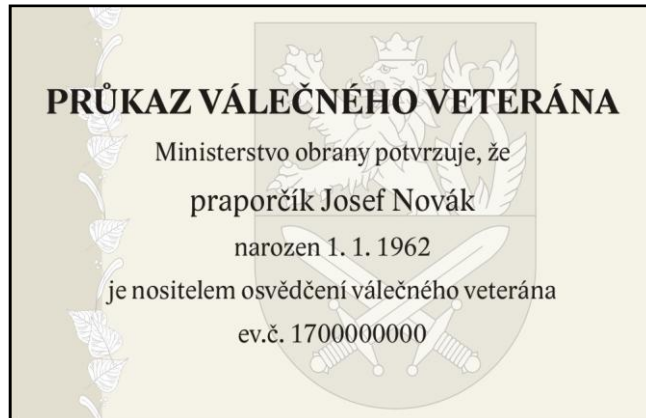 PRŮKAZ VÁLEČNÉHO VETERÁNA
Ministerstvo obrany potvrzuje, že
praporčík Josef Novák
narozen 1. 1. 1962
je nositelem osvědčení válečného veterána
ev.č. 1700000000